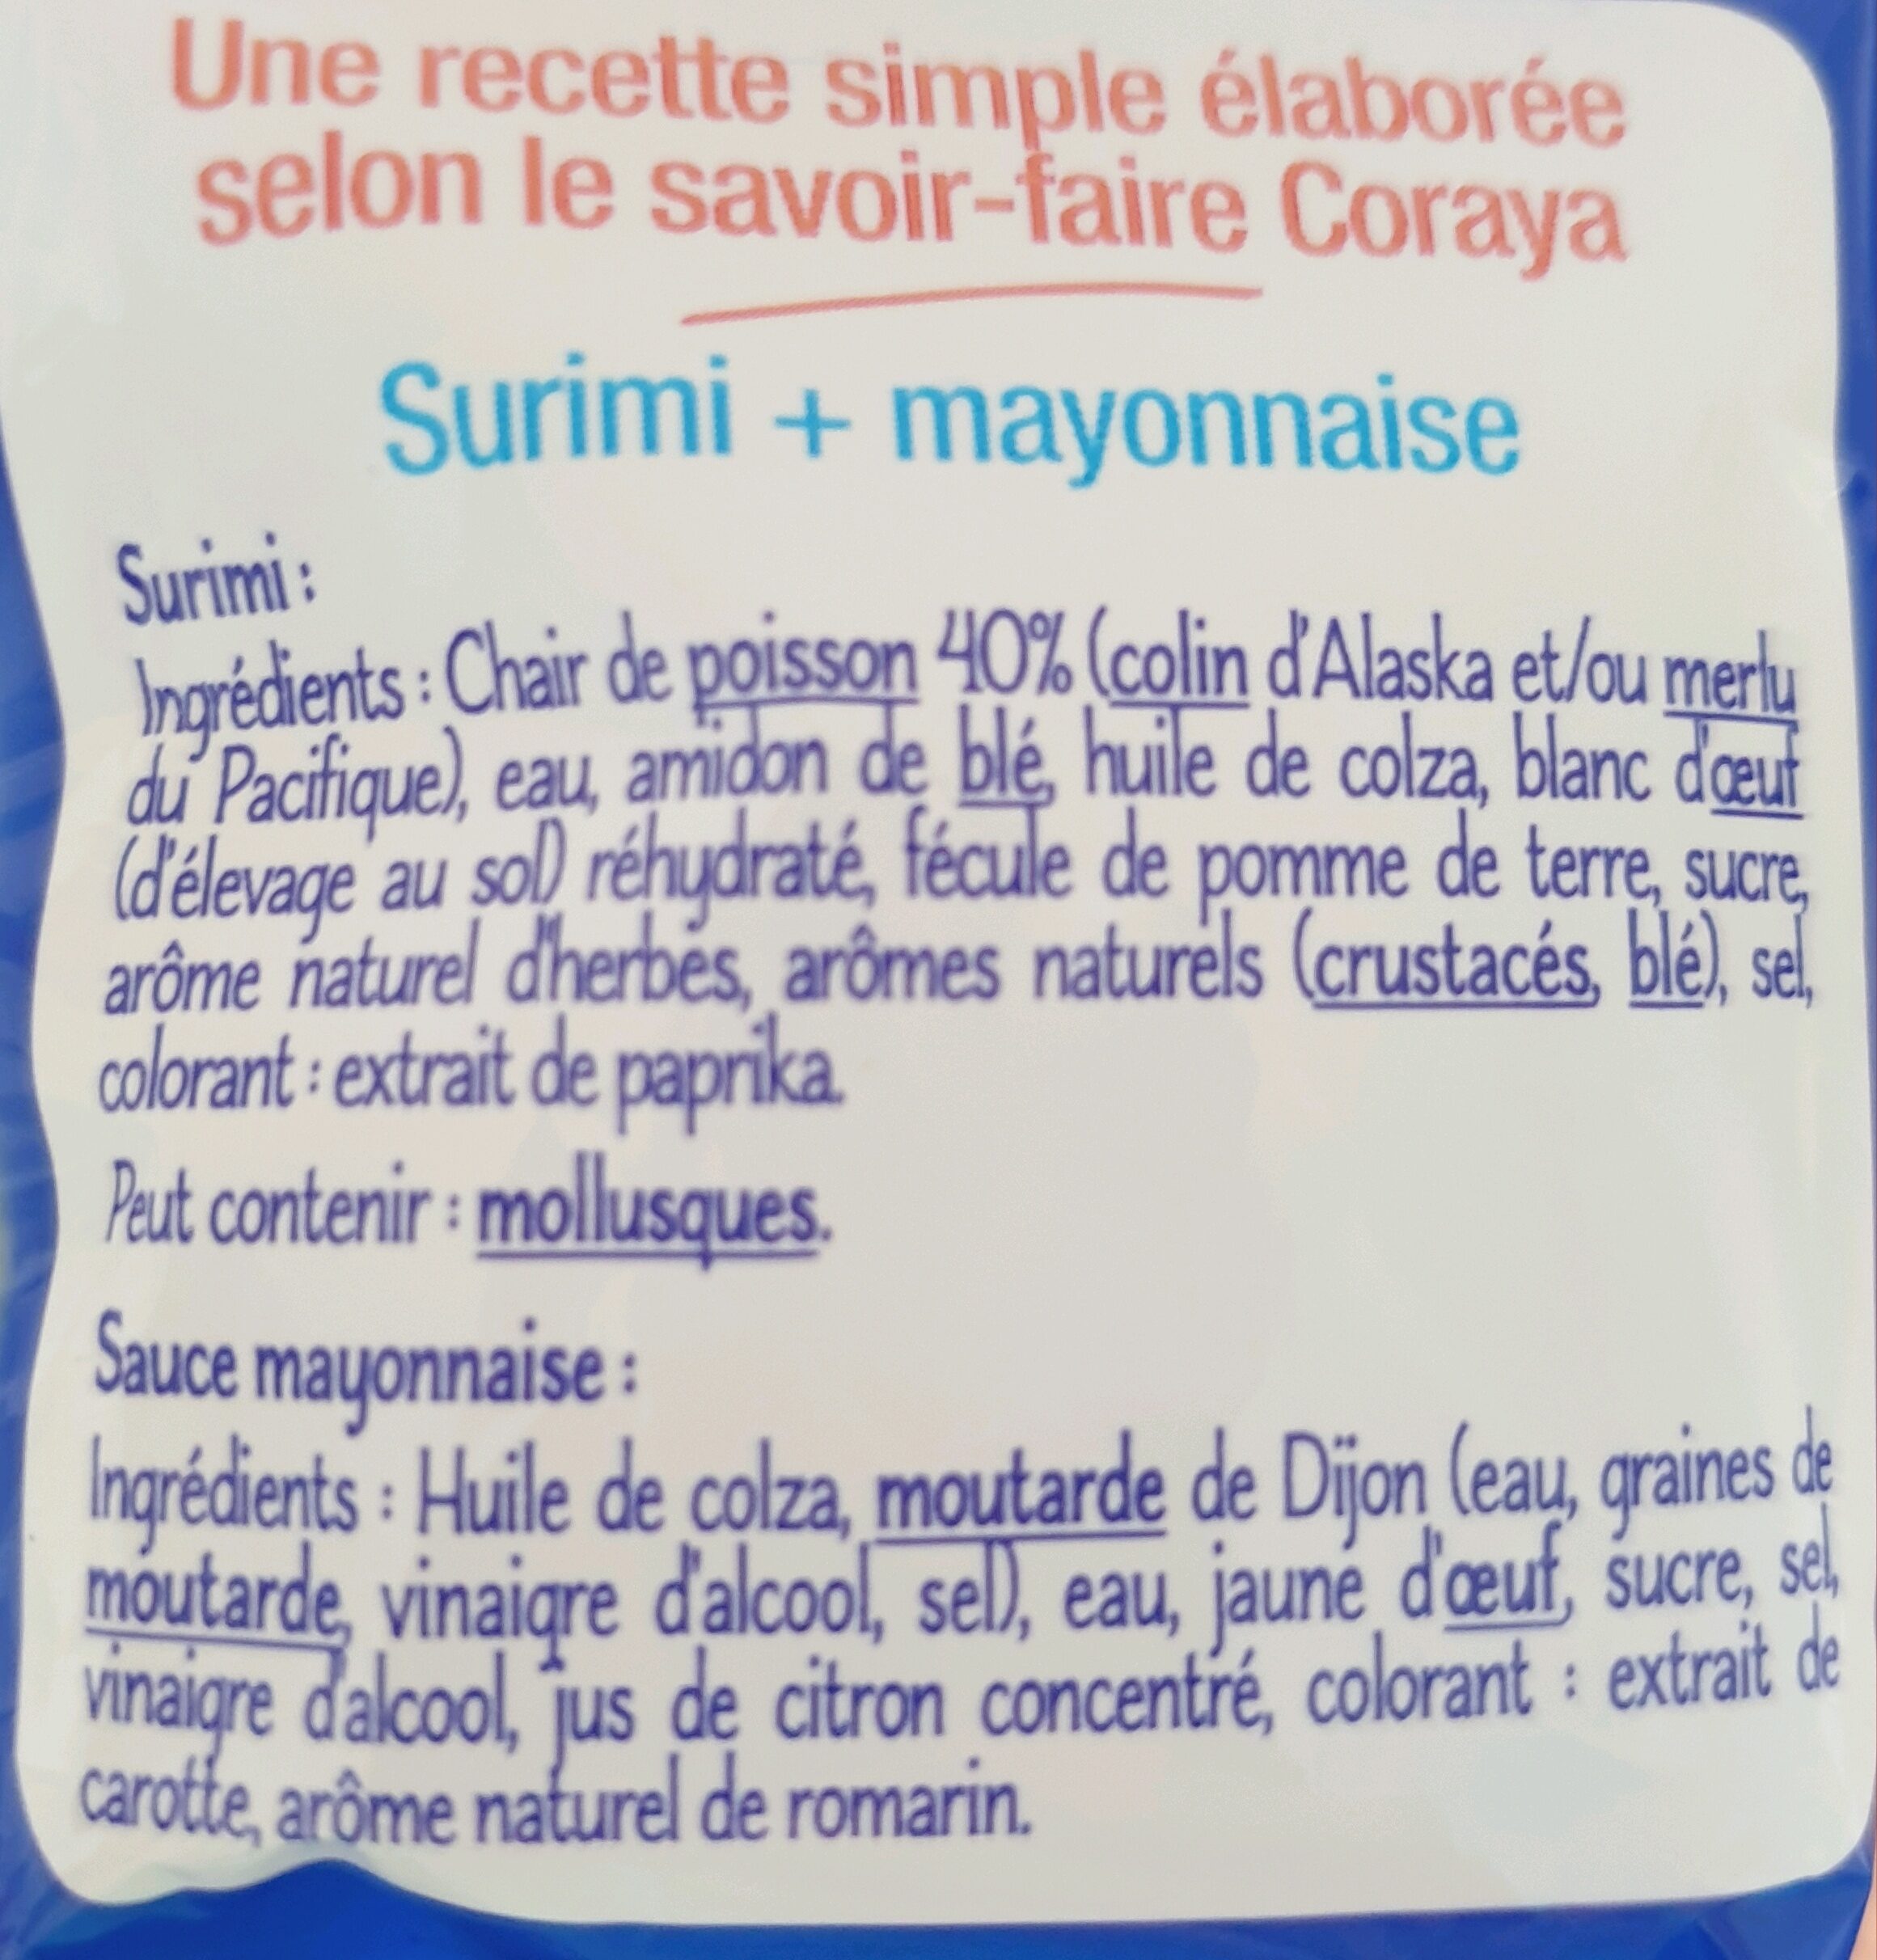 Une recette simple élaborée
selon le savoir-faire Coraya
Surimi + mayonnaise
Surimi :
Ingrédients : Chair de poisson 40% (colin d'Alaska et/ou merlu
du Pacifique), eau, amidon de blé, huile de colza, blanc d'œuf
(d'élevage au sol) réhydraté, fécule de pomme de terre, sucre,
arôme naturel d'herbes, arômes naturels (crustacés, blé), sel,
colorant : extrait de paprika.
Peut contenir : mollusques.
Sauce mayonnaise :
Ingrédients : Huile de colza, moutarde de Dijon (eau, graines de
moutarde, vinaigre d'alcool, sel), eau, jaune d'œuf, sucre, sel,
vinaigre d'alcool, jus de citron concentré, colorant : extrait de
carotte, arôme naturel de romarin.